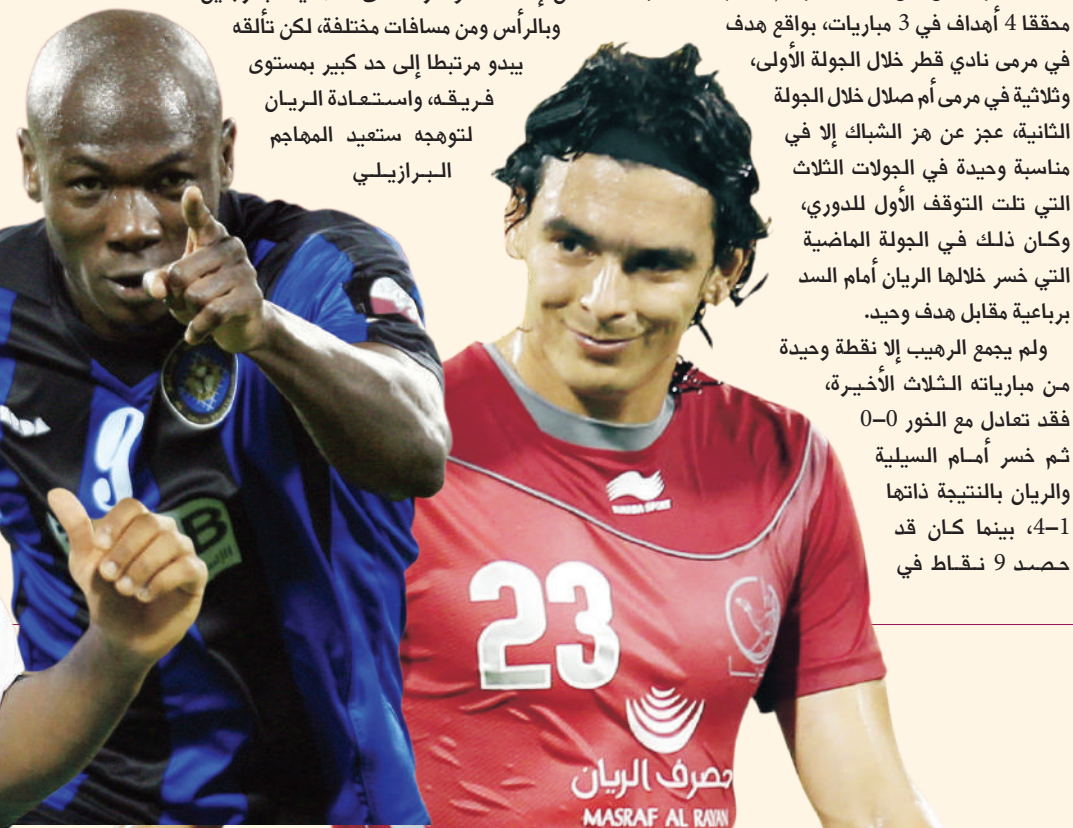 محققا 4 أهداف في 3 مباريات، بواقع هدف
في مرمى نادي قطر خلال الجولة الأولى،
وثلاثية في مرمى أم صلال خلال الجولة
الثانية، عجز عن هز الشباك إلا في
مناسبة وحيدة في الجولات الثلاث
التي تلت التوقف الأول للدوري،
وكان ذلك في الجولة الماضية
التي خسر خلالها الريان أمام السد
برباعية مقابل هدف وحيد.
ولم يجمع الرهيب إلا نقطة وحيدة
من مبارياته الثلاث الأخيرة،
فقد تعادل مع الخور 0–0
ثم خسر أمام السيلية
والريان بالنتيجة ذاتها
1–4، بينما كان قد
حصد 9 نقاط في
وبالرأس ومن مسافات مختلفة، لكن تألقه
يبدو مرتبطا إلى حد كبير بمستوى
فريقه، واستعادة الريان
لتوهجه ستعيد المهاجم
البرازيلي
9
B
23
مصرف الريان
MASRAF AL RAYAN